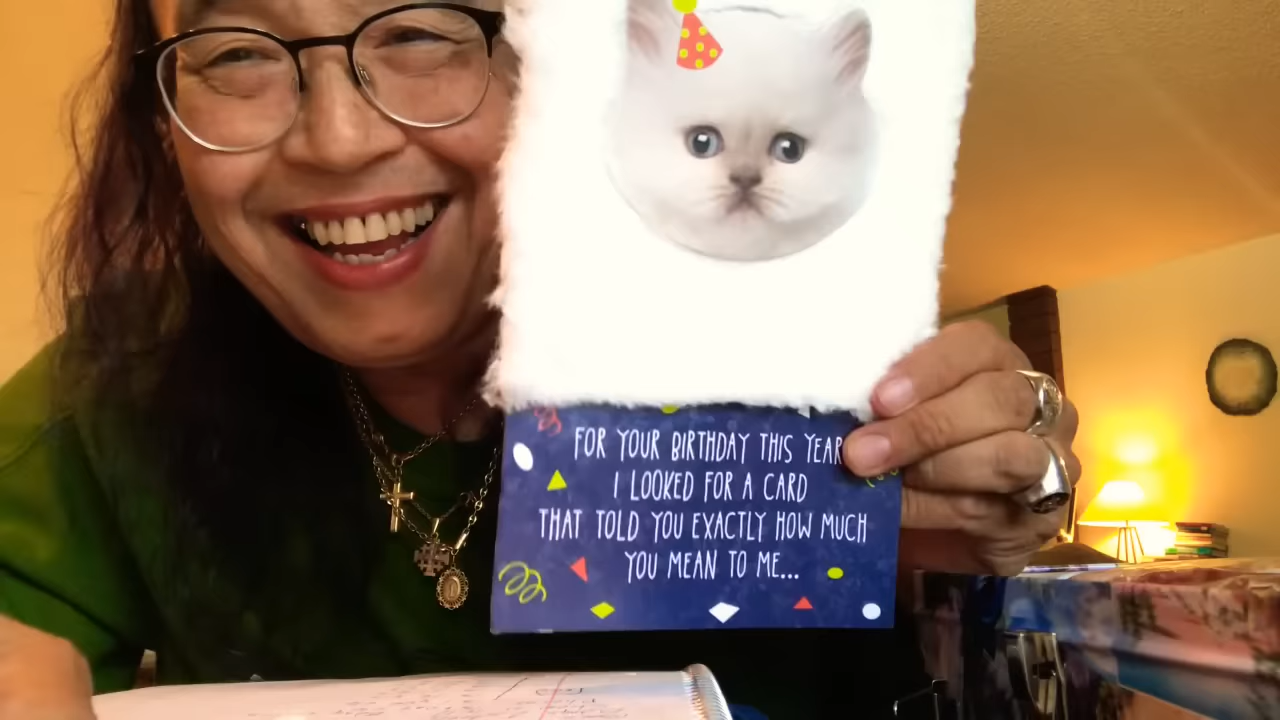 FOR YOUR BIRTHDAY THIS YEAR
I LOOKED FOR A CARD
THAT TOLD YOU EXACTLY HOW MUCH
YOU MEAN TO ME...